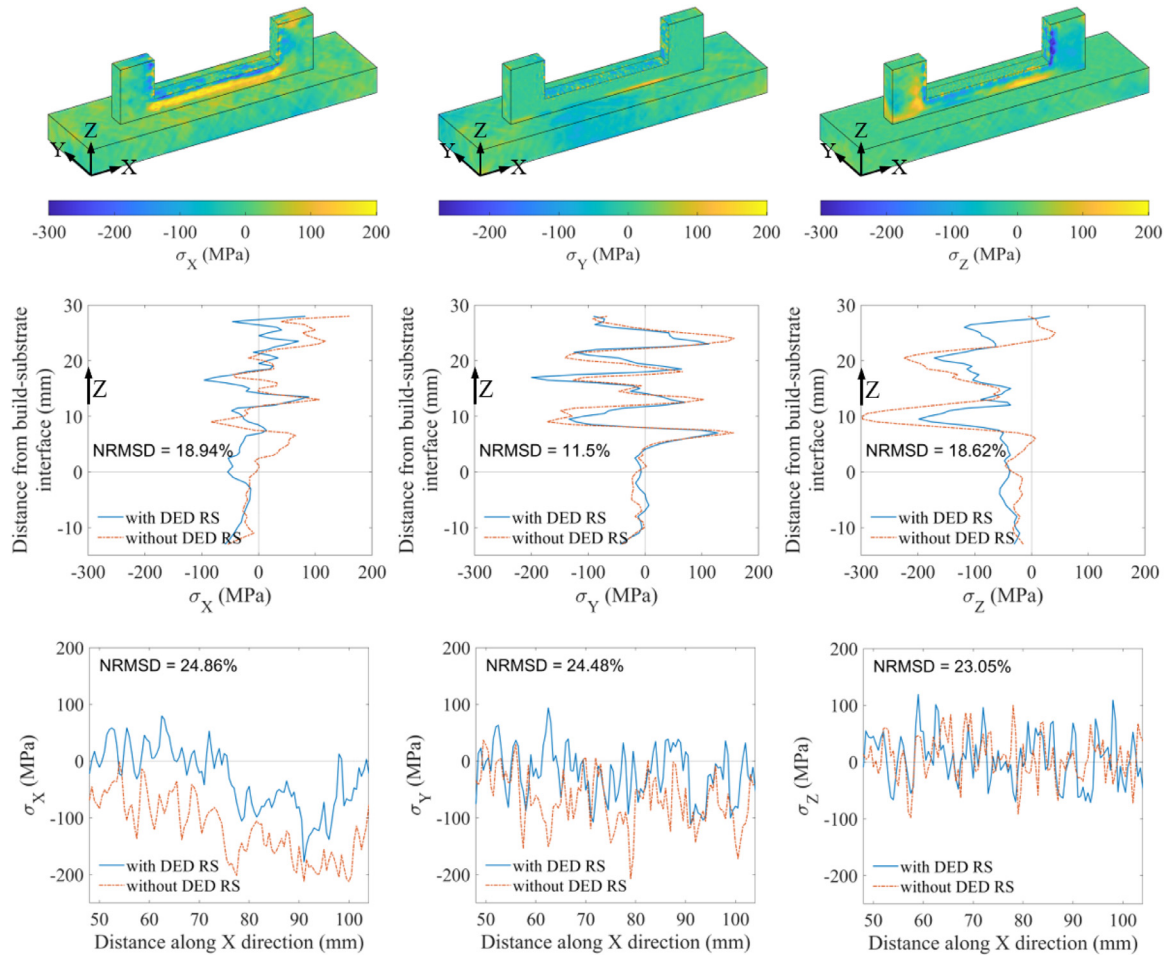 Z
Y
X
Z
Y
X
Z
Y
X
-300 -200 -100 0 100 200
σX (MPa)
-200 -100 0 100 200
σY (MPa)
-300 -200 -100 0 100 200
σZ (MPa)
Distance from build-substrate
interface (mm)
30
20
10
0
-10
Z
NRMSD = 18.94%
with DED RS
without DED RS
-300 -200 -100 0 100 200
σX (MPa)
Distance from build-substrate
interface (mm)
30
20
10
0
-10
Z
NRMSD = 11.5%
with DED RS
without DED RS
-300 -200 -100 0 100 200
σY (MPa)
Distance from build-substrate
interface (mm)
30
20
10
0
-10
Z
NRMSD = 18.62%
with DED RS
without DED RS
-300 -200 -100 0 100 200
σZ (MPa)
σX (MPa)
200
100
0
-100
-200
NRMSD = 24.86%
with DED RS
without DED RS
50 60 70 80 90 100
Distance along X direction (mm)
σY (MPa)
200
100
0
-100
-200
NRMSD = 24.48%
with DED RS
without DED RS
50 60 70 80 90 100
Distance along X direction (mm)
σZ (MPa)
200
100
0
-100
-200
NRMSD = 23.05%
with DED RS
without DED RS
50 60 70 80 90 100
Distance along X direction (mm)